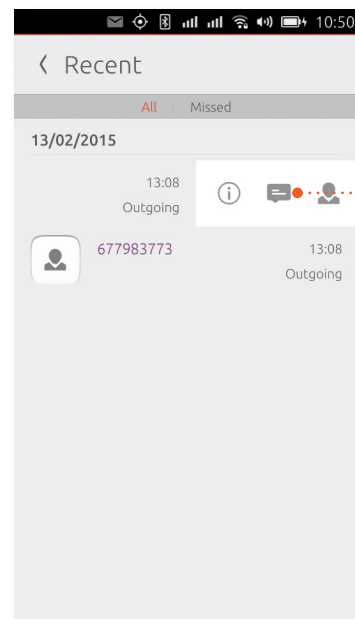 10:50
Recent
All Missed
13/02/2015
13:08
Outgoing
677983773 13:08
Outgoing